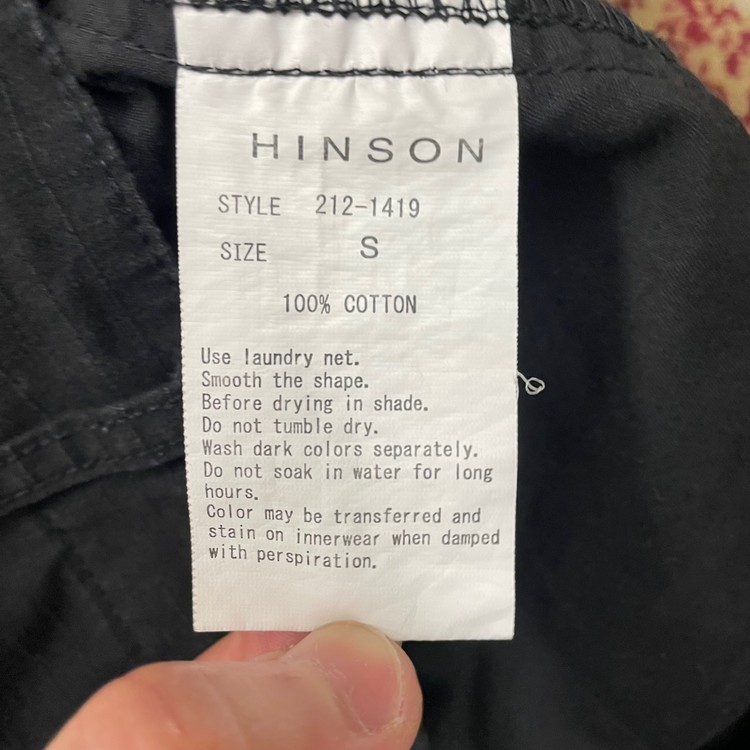 HINSON
STYLE 212-1419
SIZE S
100% COTTON
Use laundry net.
Smooth the shape.
Before drying in shade.
Do not tumble dry.
Wash dark colors separately.
Do not soak in water for long
hours.
Color may be transferred and
stain on innerwear when damped
with perspiration.